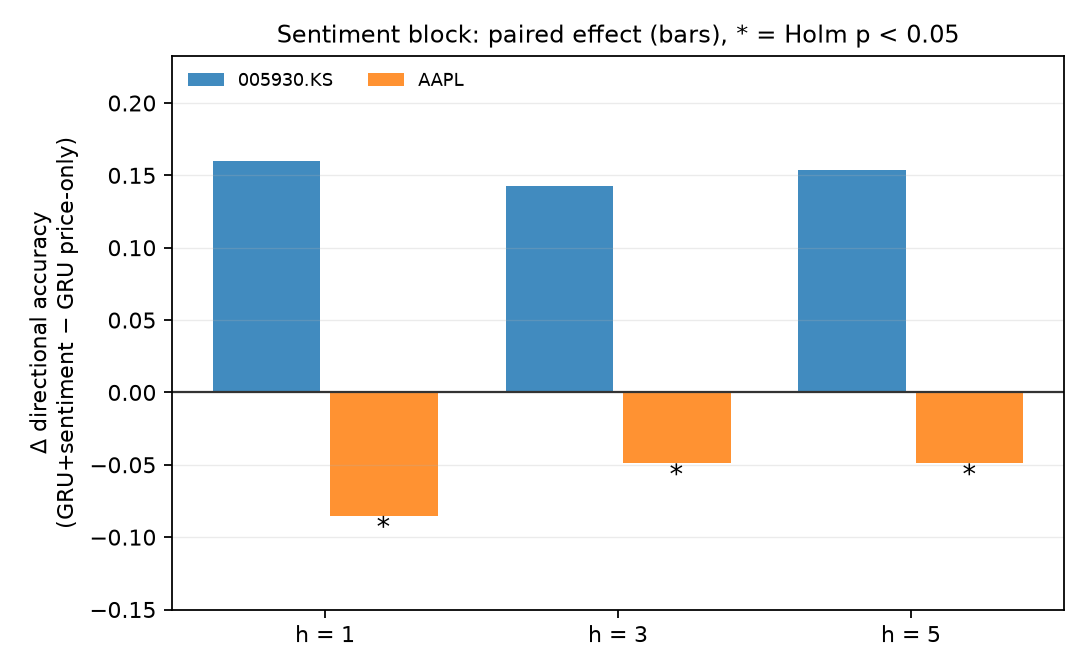 Sentiment block: paired effect (bars), * = Holm p < 0.05
005930.KS
AAPL
Δ directional accuracy
(GRU+sentiment − GRU price-only)
0.20
0.15
0.10
0.05
0.00
−0.05
−0.10
−0.15
*
*
*
h = 1
h = 3
h = 5